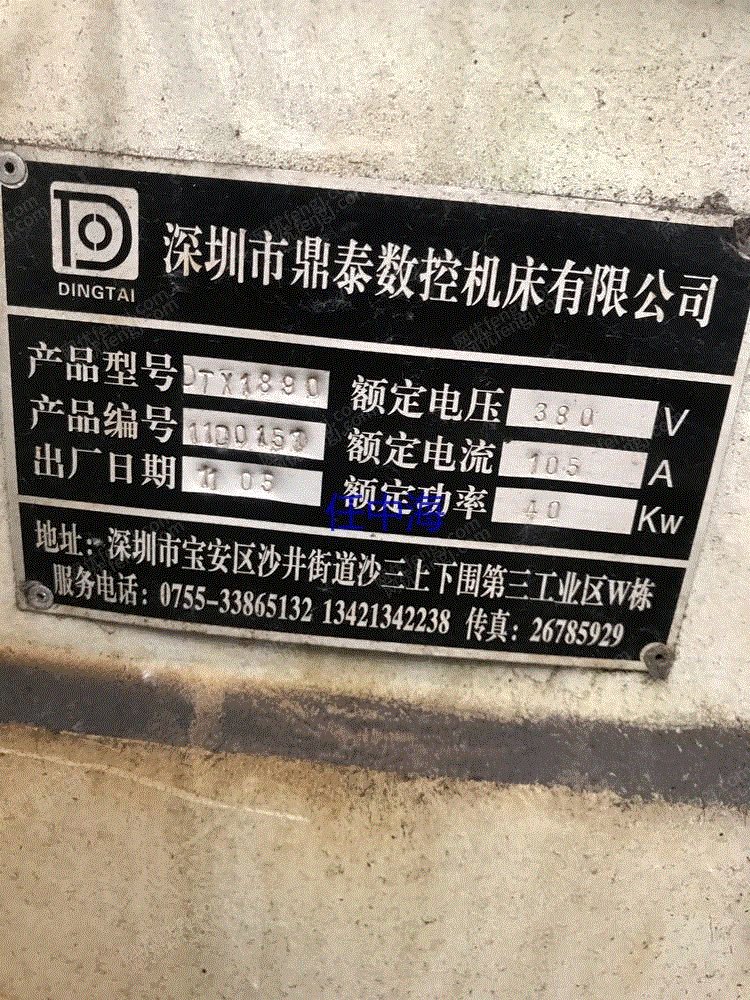 DINGTAI
深圳市鼎泰数控机床有限公司
产品型号 DTX1890
额定电压 380 V
产品编号
额定电流 105 A
出厂日期 11 05
额定功率 40 Kw
地址：深圳市宝安区沙井街道沙三上下围第三工业区W栋
服务电话：0755-33865132 13421342238 传真：26785929